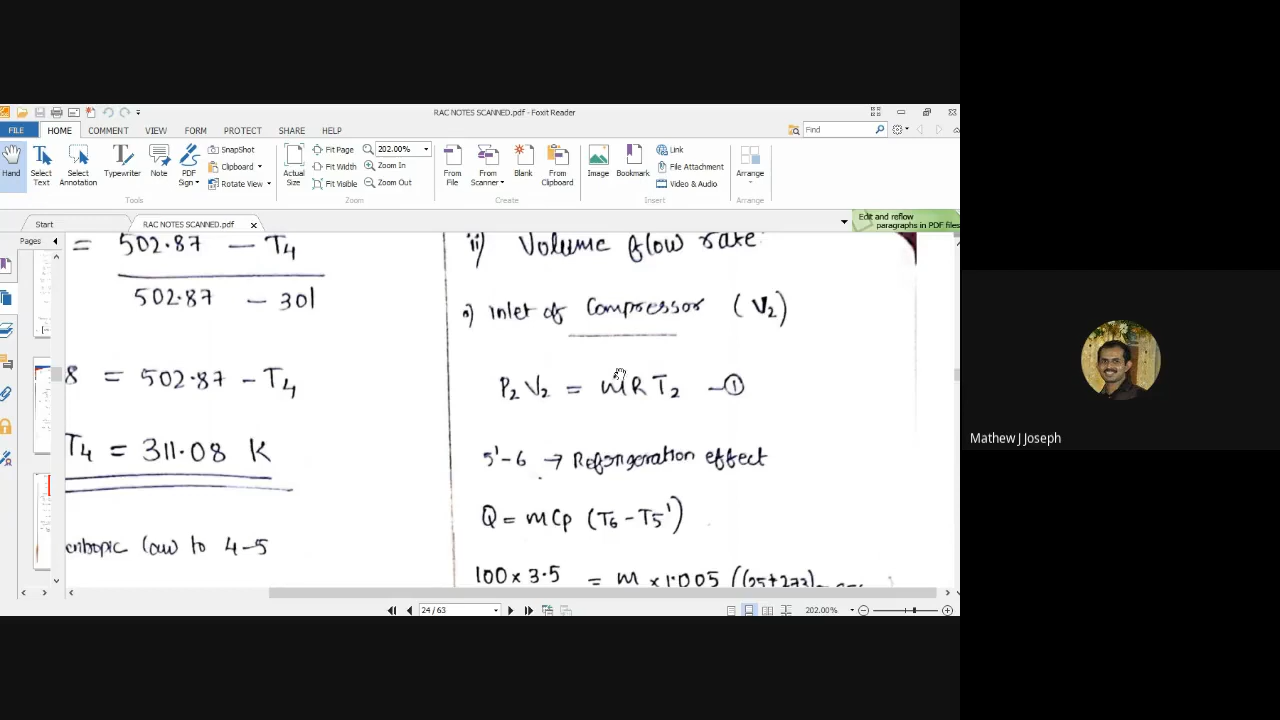 RAC NOTES SCANNED.pdf - Foxit Reader
FILE HOME COMMENT VIEW FORM PROTECT SHARE HELP
Find
Hand
Select Text
Select Annotation
Typewriter
Note
PDF Sign
SnapShot
Clipboard
Rotate View
Tools
Actual Size
Fit Page
Fit Width
Fit Visible
202.00%
Zoom In
Zoom Out
Zoom
From File
From Scanner
Blank
From Clipboard
Create
Image
Bookmark
Link
File Attachment
Video & Audio
Insert
Arrange
Arrange
Start
RAC NOTES SCANNED.pdf
Edit and reflow
paragraphs in PDF files
Pages
= 502.87 - T4
502.87 - 301
8 = 502.87 - T4
T4 = 311.08 K
entropic law to 4-5
ii) Volume flow rate:
Inlet of Compressor (V2)
P2 V2 = ṁ R T2 - ①
5'-6 → Refrigeration effect
Q = mCp (T6 - T5')
100 x 3.5 = m x 1.005 ((25+273)-
24 / 63
202.00%
Mathew J Joseph